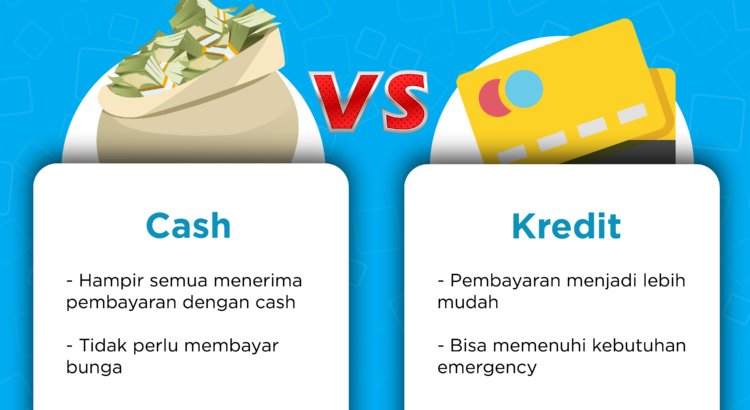 VS
Cash
- Hampir semua menerima
pembayaran dengan cash
- Tidak perlu membayar
bunga
Kredit
- Pembayaran menjadi lebih
mudah
- Bisa memenuhi kebutuhan
emergency